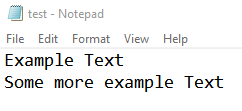 test - Notepad
File Edit Format View Help
Example Text
Some more example Text